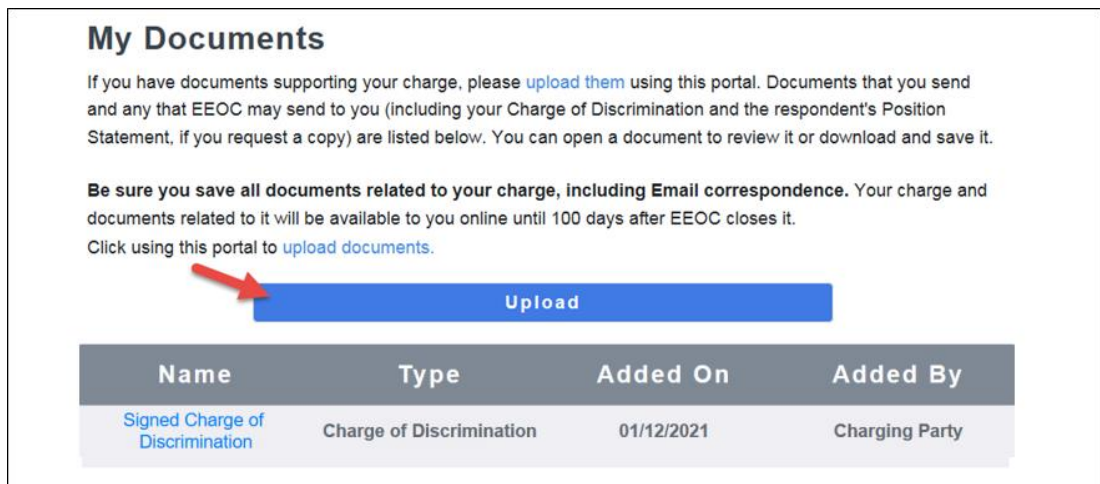 My Documents
If you have documents supporting your charge, please upload them using this portal. Documents that you send
and any that EEOC may send to you (including your Charge of Discrimination and the respondent's Position
Statement, if you request a copy) are listed below. You can open a document to review it or download and save it.
Be sure you save all documents related to your charge, including Email correspondence. Your charge and
documents related to it will be available to you online until 100 days after EEOC closes it.
Click using this portal to upload documents.
Upload
Name Type Added On Added By
Signed Charge of
Discrimination Charge of Discrimination 01/12/2021 Charging Party